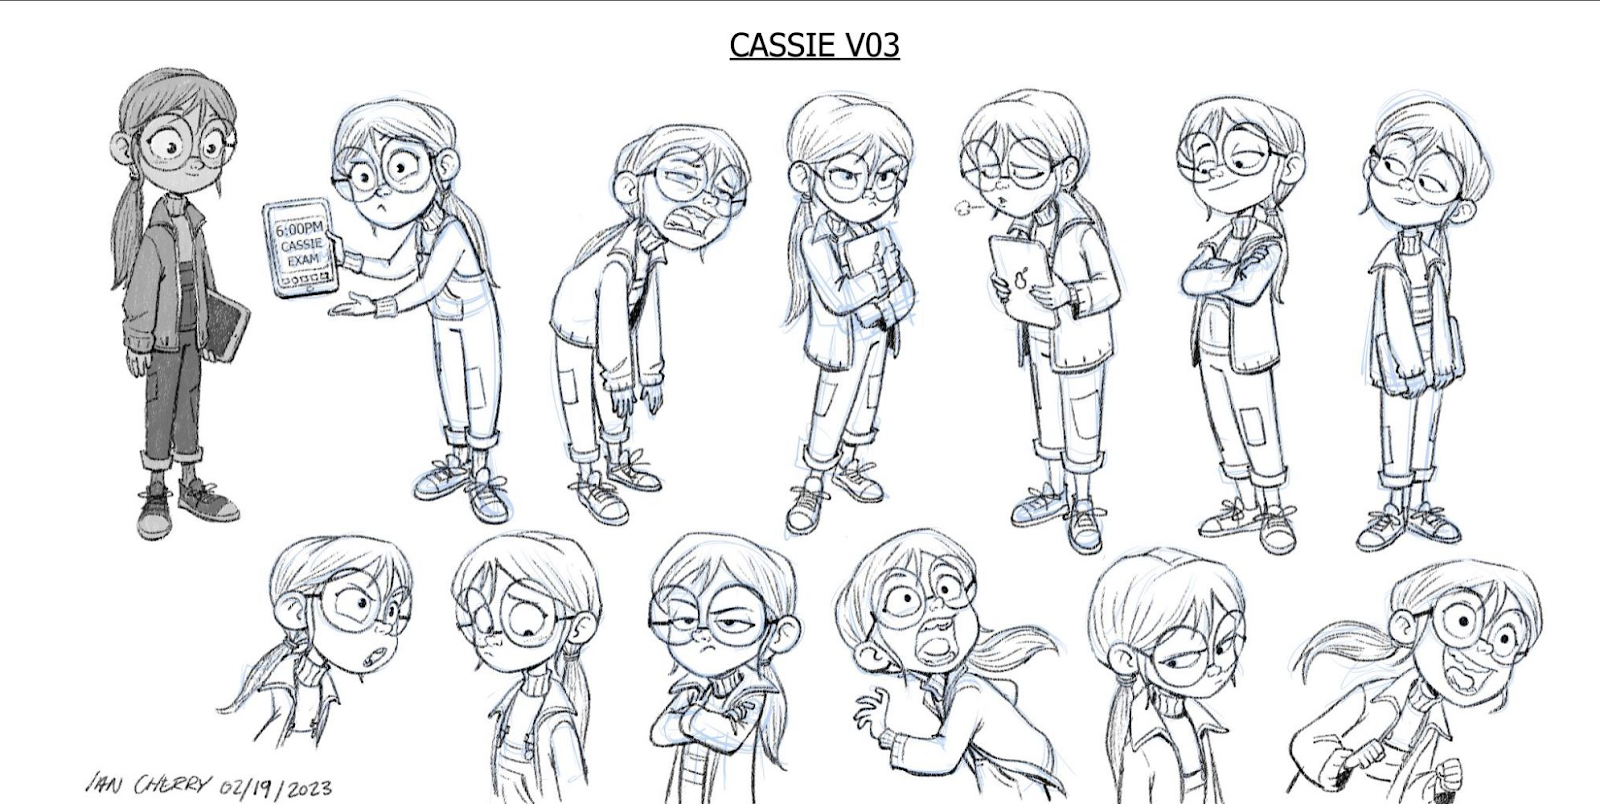 CASSIE V03
6:00PM
CASSIE
EXAM
IAN CHERRY 02/19/2023